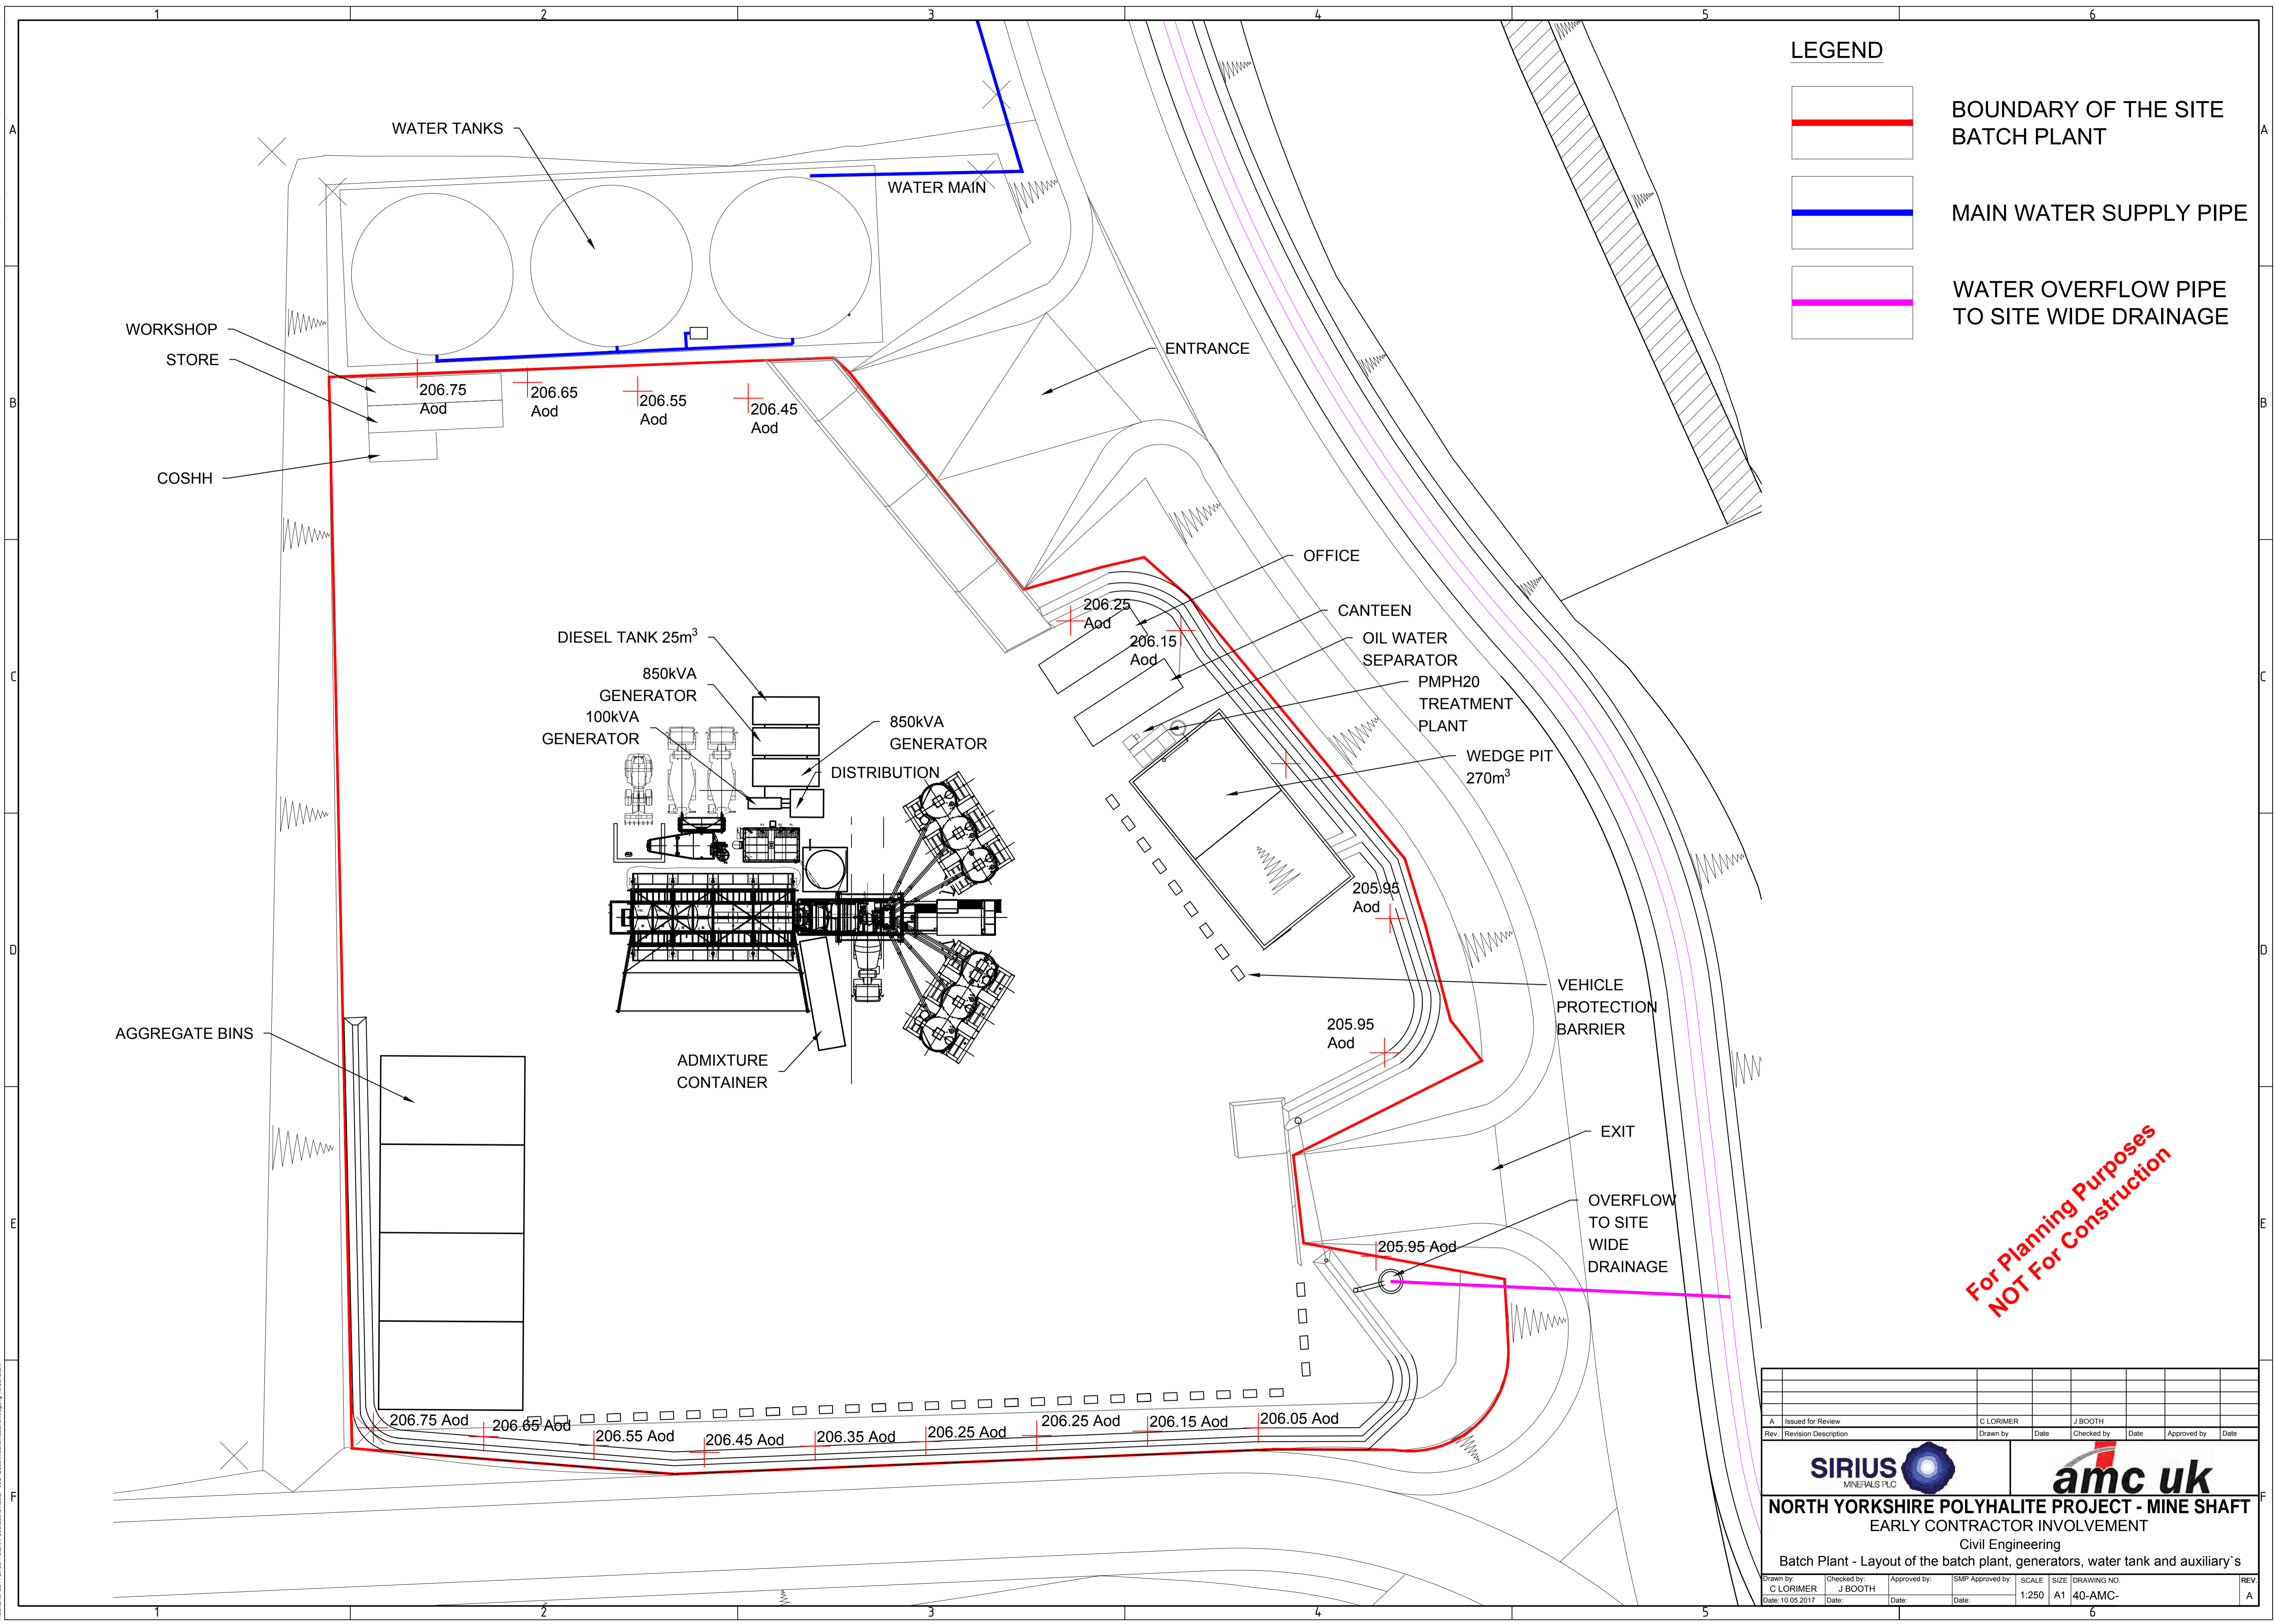 1 2 3 4 5 6
A
B
C
D
E
F
A
B
C
D
E
F
WATER TANKS
WATER MAIN
WORKSHOP
STORE
COSHH
206.75
Aod
206.65
Aod
206.55
Aod
206.45
Aod
ENTRANCE
OFFICE
CANTEEN
OIL WATER
SEPARATOR
PMPH20
TREATMENT
PLANT
WEDGE PIT
270m³
206.25
Aod
206.15
Aod
DIESEL TANK 25m³
850kVA
GENERATOR
100kVA
GENERATOR
850kVA
GENERATOR
DISTRIBUTION
205.95
Aod
205.95
Aod
VEHICLE
PROTECTION
BARRIER
AGGREGATE BINS
ADMIXTURE
CONTAINER
EXIT
OVERFLOW
TO SITE
WIDE
DRAINAGE
205.95 Aod
206.75 Aod
206.65 Aod
206.55 Aod
206.45 Aod
206.35 Aod
206.25 Aod
206.25 Aod
206.15 Aod
206.05 Aod
LEGEND
BOUNDARY OF THE SITE
BATCH PLANT
MAIN WATER SUPPLY PIPE
WATER OVERFLOW PIPE
TO SITE WIDE DRAINAGE
For Planning Purposes
NOT For Construction
A Issued for Review C LORIMER J BOOTH
Rev. Revision Description Drawn by Date Checked by Date Approved by Date
SIRIUS
MINERALS PLC
amc uk
NORTH YORKSHIRE POLYHALITE PROJECT - MINE SHAFT
EARLY CONTRACTOR INVOLVEMENT
Civil Engineering
Batch Plant - Layout of the batch plant, generators, water tank and auxiliary`s
Drawn by: Checked by: Approved by: SMP Approved by: SCALE SIZE DRAWING NO. REV.
C LORIMER J BOOTH 1:250 A1 40-AMC- A
Date: 10.05.2017 Date: Date: Date:
1 2 3 4 5 6